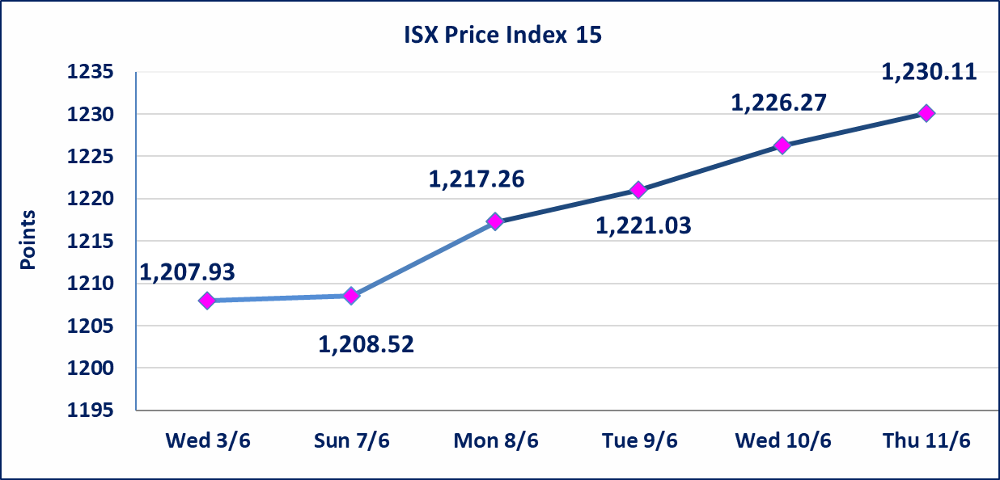 ISX Price Index 15
Points
1235
1230
1225
1220
1215
1210
1205
1200
1195
1,207.93
1,208.52
1,217.26
1,221.03
1,226.27
1,230.11
Wed 3/6
Sun 7/6
Mon 8/6
Tue 9/6
Wed 10/6
Thu 11/6